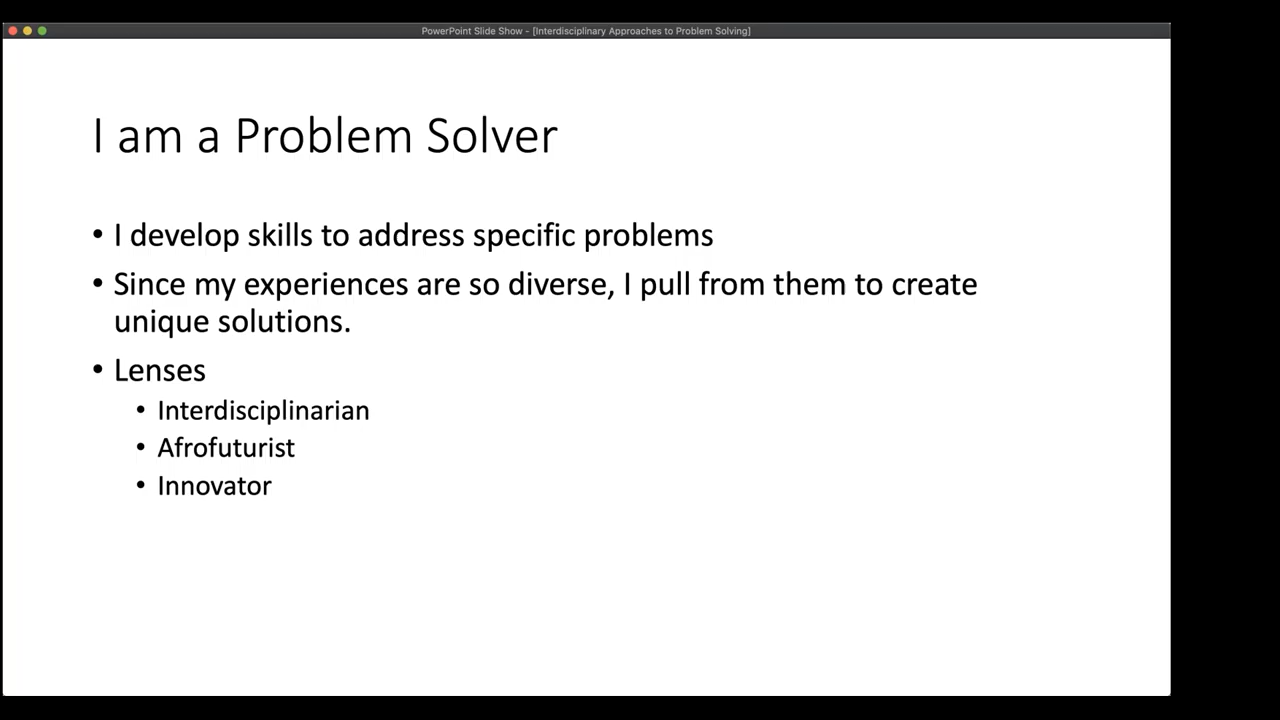 PowerPoint Slide Show - [Interdisciplinary Approaches to Problem Solving]
I am a Problem Solver
• I develop skills to address specific problems
• Since my experiences are so diverse, I pull from them to create
unique solutions.
• Lenses
• Interdisciplinarian
• Afrofuturist
• Innovator